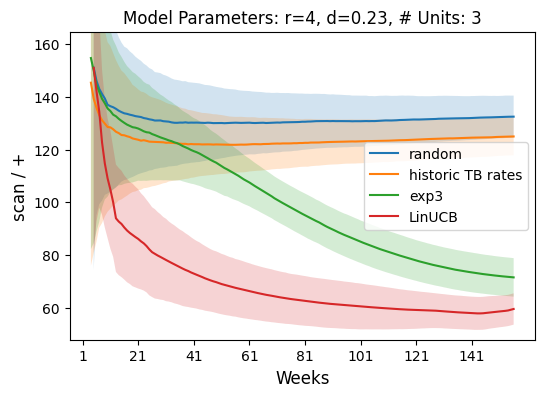 Model Parameters: r=4, d=0.23, # Units: 3
scan / +
160
140
120
100
80
60
random
historic TB rates
exp3
LinUCB
1 21 41 61 81 101 121 141
Weeks